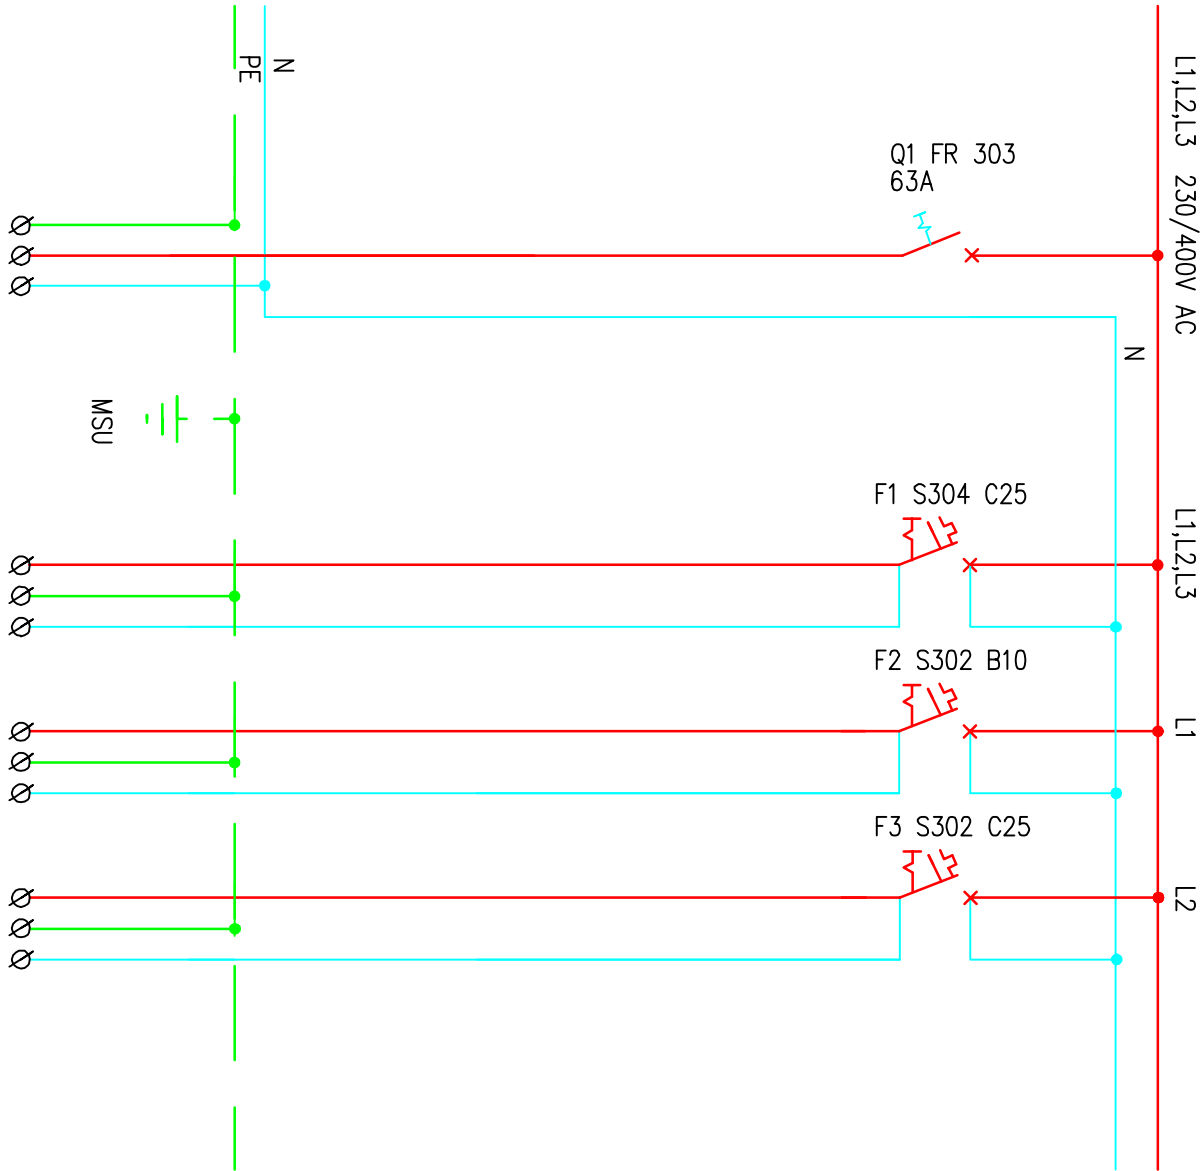 L1,L2,L3 230/400V AC
N
PE
Q1 FR 303
63A
N
MSU
F1 S304 C25
L1,L2,L3
F2 S302 B10
L1
F3 S302 C25
L2